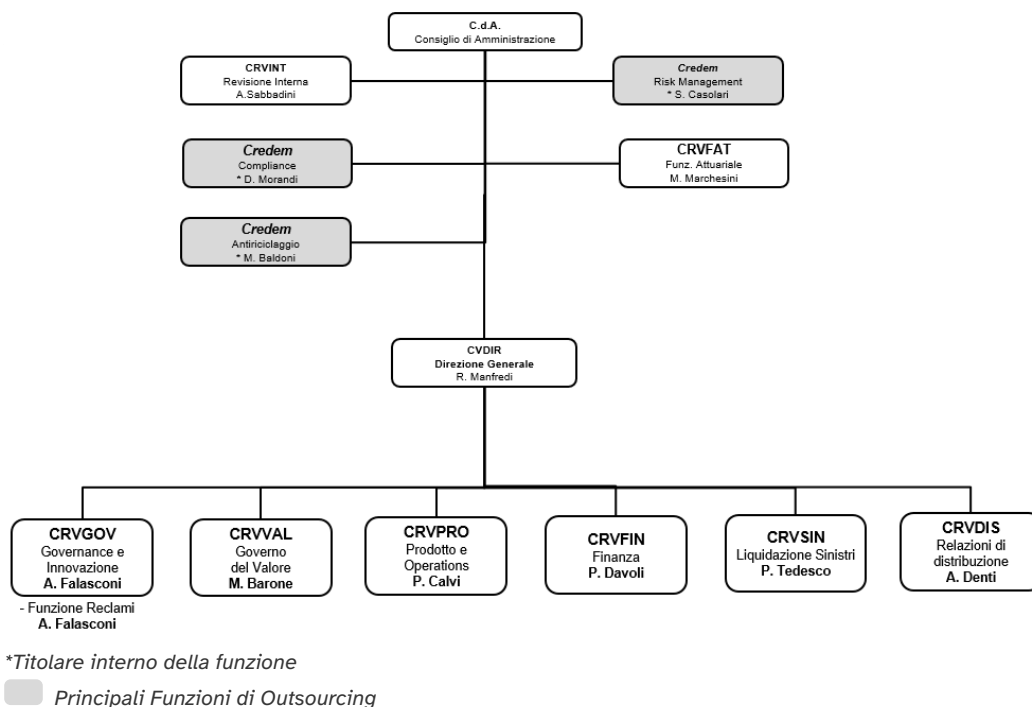 C.d.A.
Consiglio di Amministrazione
CRVINT
Revisione Interna
A.Sabbadini
Credem
Risk Management
* S. Casolari
Credem
Compliance
* D. Morandi
CRVFAT
Funz. Attuariale
M. Marchesini
Credem
Antiriciclaggio
* M. Baldoni
CVDIR
Direzione Generale
R. Manfredi
CRVGOV
Governance e
Innovazione
A. Falasconi
- Funzione Reclami
A. Falasconi
CRVVAL
Governo
del Valore
M. Barone
CRVPRO
Prodotto e
Operations
P. Calvi
CRVFIN
Finanza
P. Davoli
CRVSIN
Liquidazione Sinistri
P. Tedesco
CRVDIS
Relazioni di
distribuzione
A. Denti
*Titolare interno della funzione
Principali Funzioni di Outsourcing